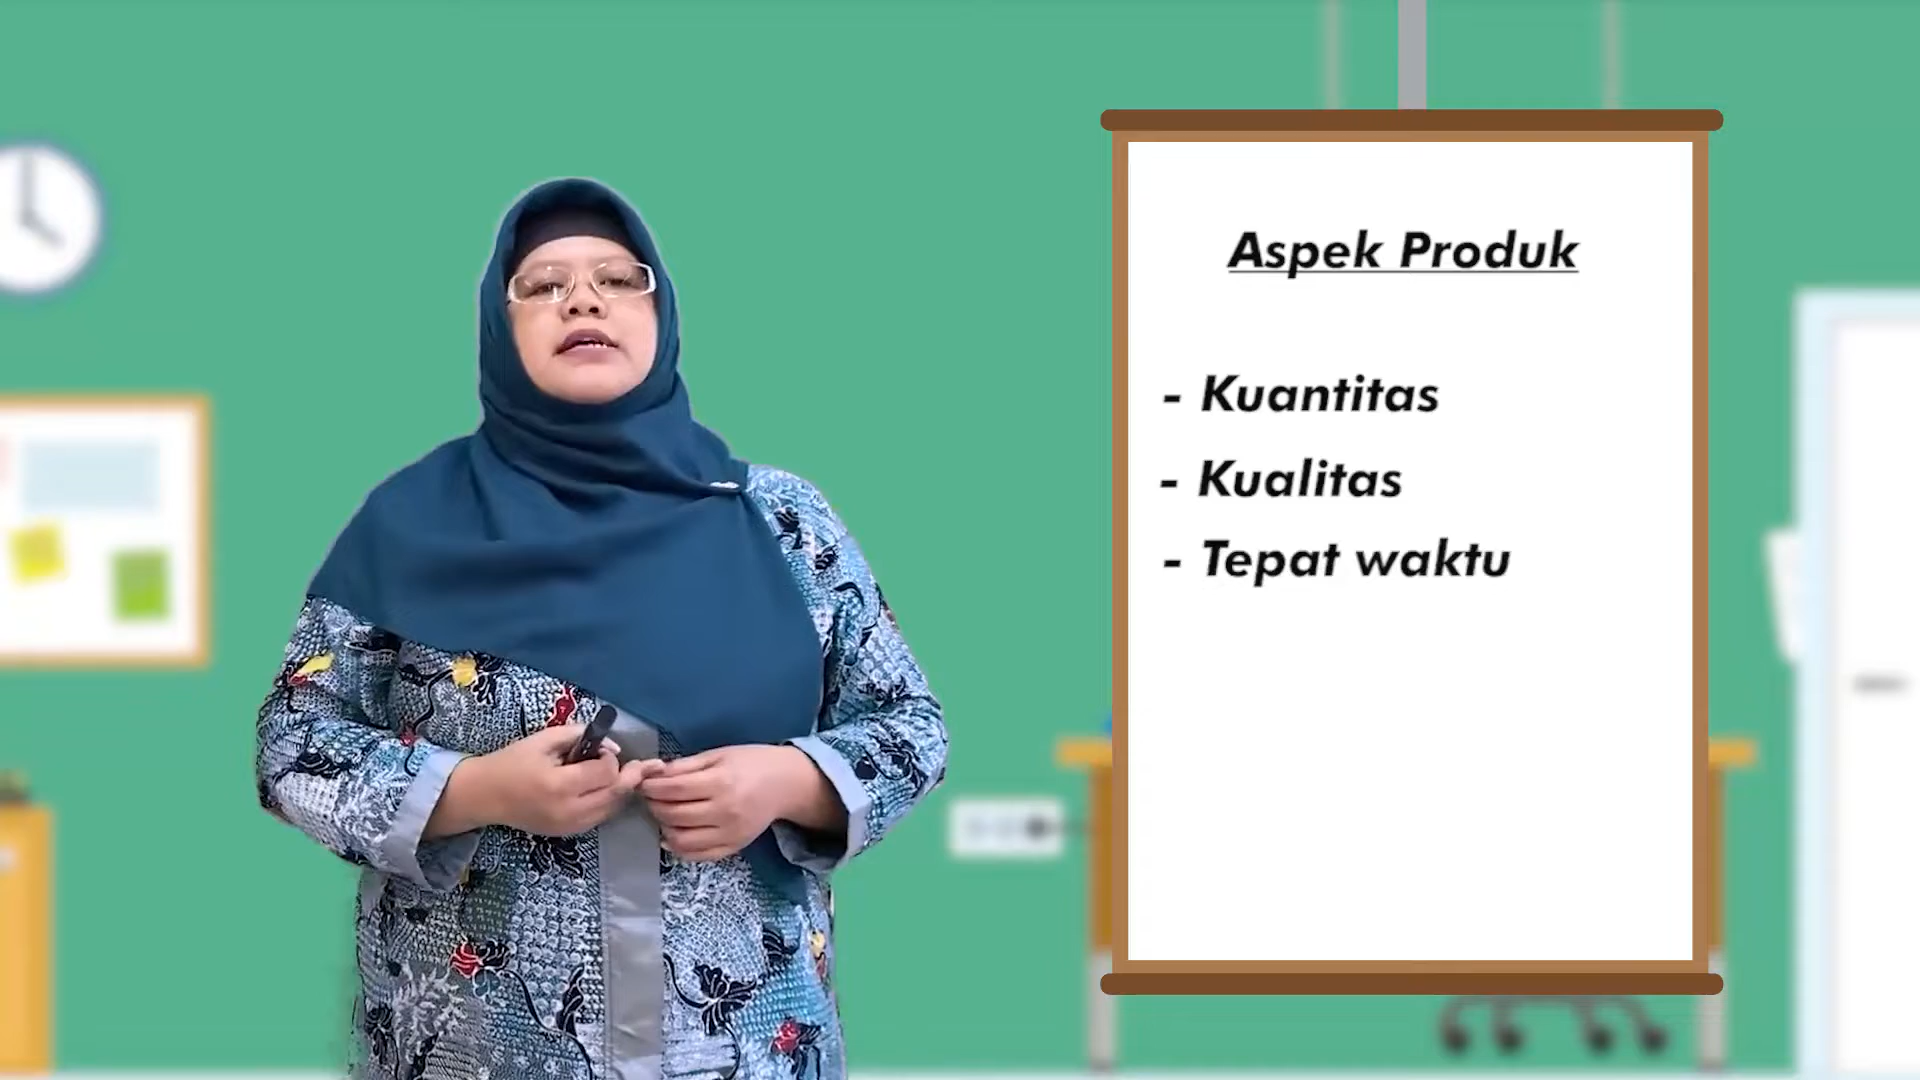 Aspek Produk
- Kuantitas
- Kualitas
- Tepat waktu